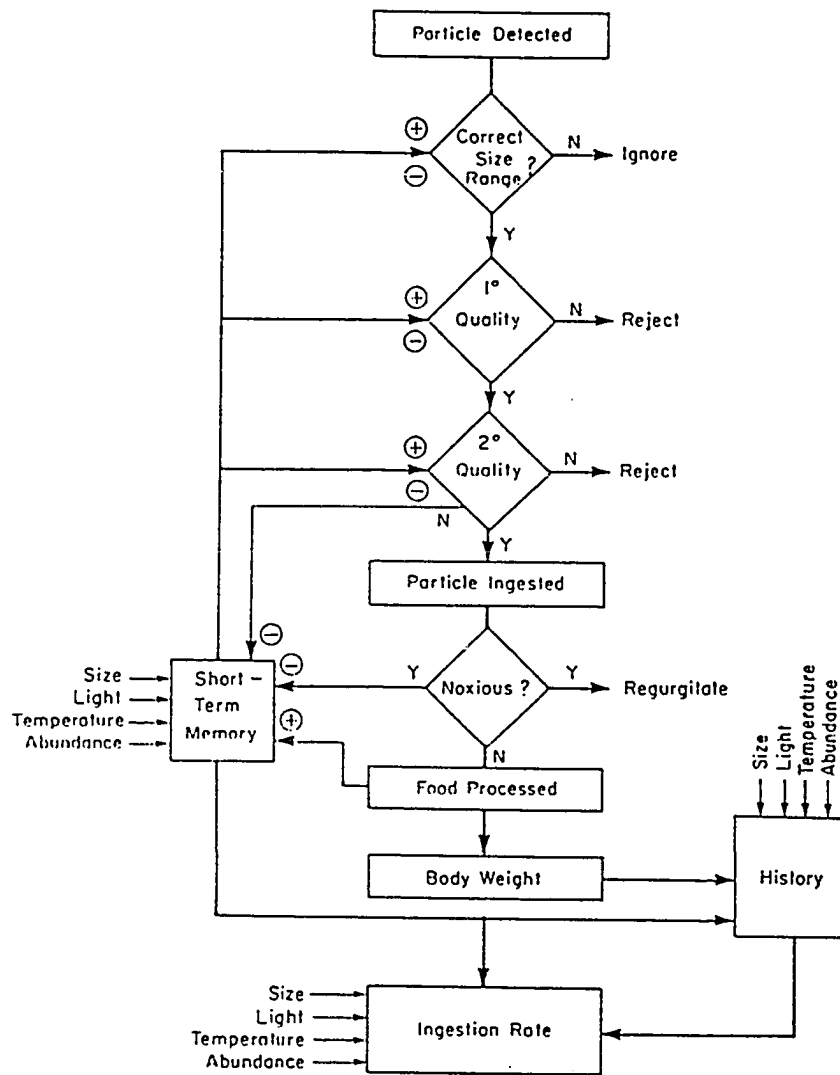 Particle Detected
Correct
Size
Range ?
N
Ignore
Y
1°
Quality
N
Reject
Y
2°
Quality
N
Reject
N
Y
Particle Ingested
Y
Noxious ?
Y
Regurgitate
N
Size
Light
Temperature
Abundance
Short -
Term
Memory
Food Processed
Body Weight
Size
Light
Temperature
Abundance
History
Size
Light
Temperature
Abundance
Ingestion Rate